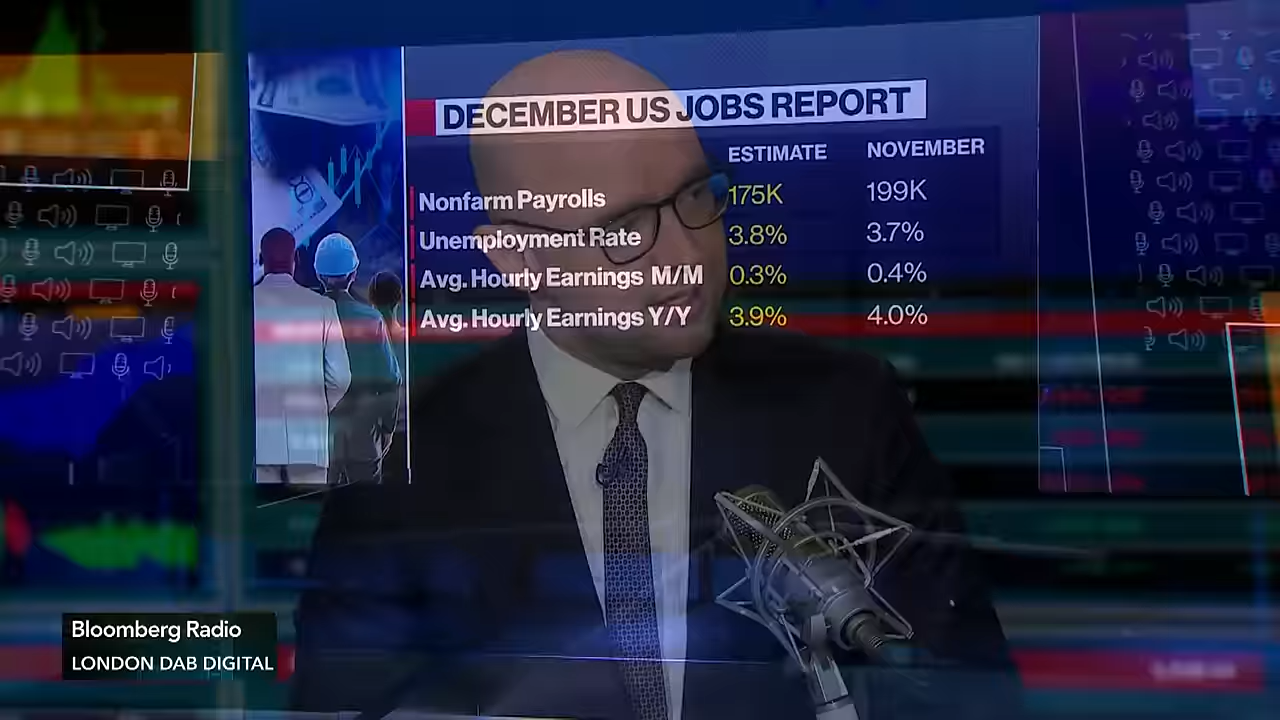 DECEMBER US JOBS REPORT
ESTIMATE NOVEMBER
Nonfarm Payrolls 175K 199K
Unemployment Rate 3.8% 3.7%
Avg. Hourly Earnings M/M 0.3% 0.4%
Avg. Hourly Earnings Y/Y 3.9% 4.0%
Bloomberg Radio
LONDON DAB DIGITAL